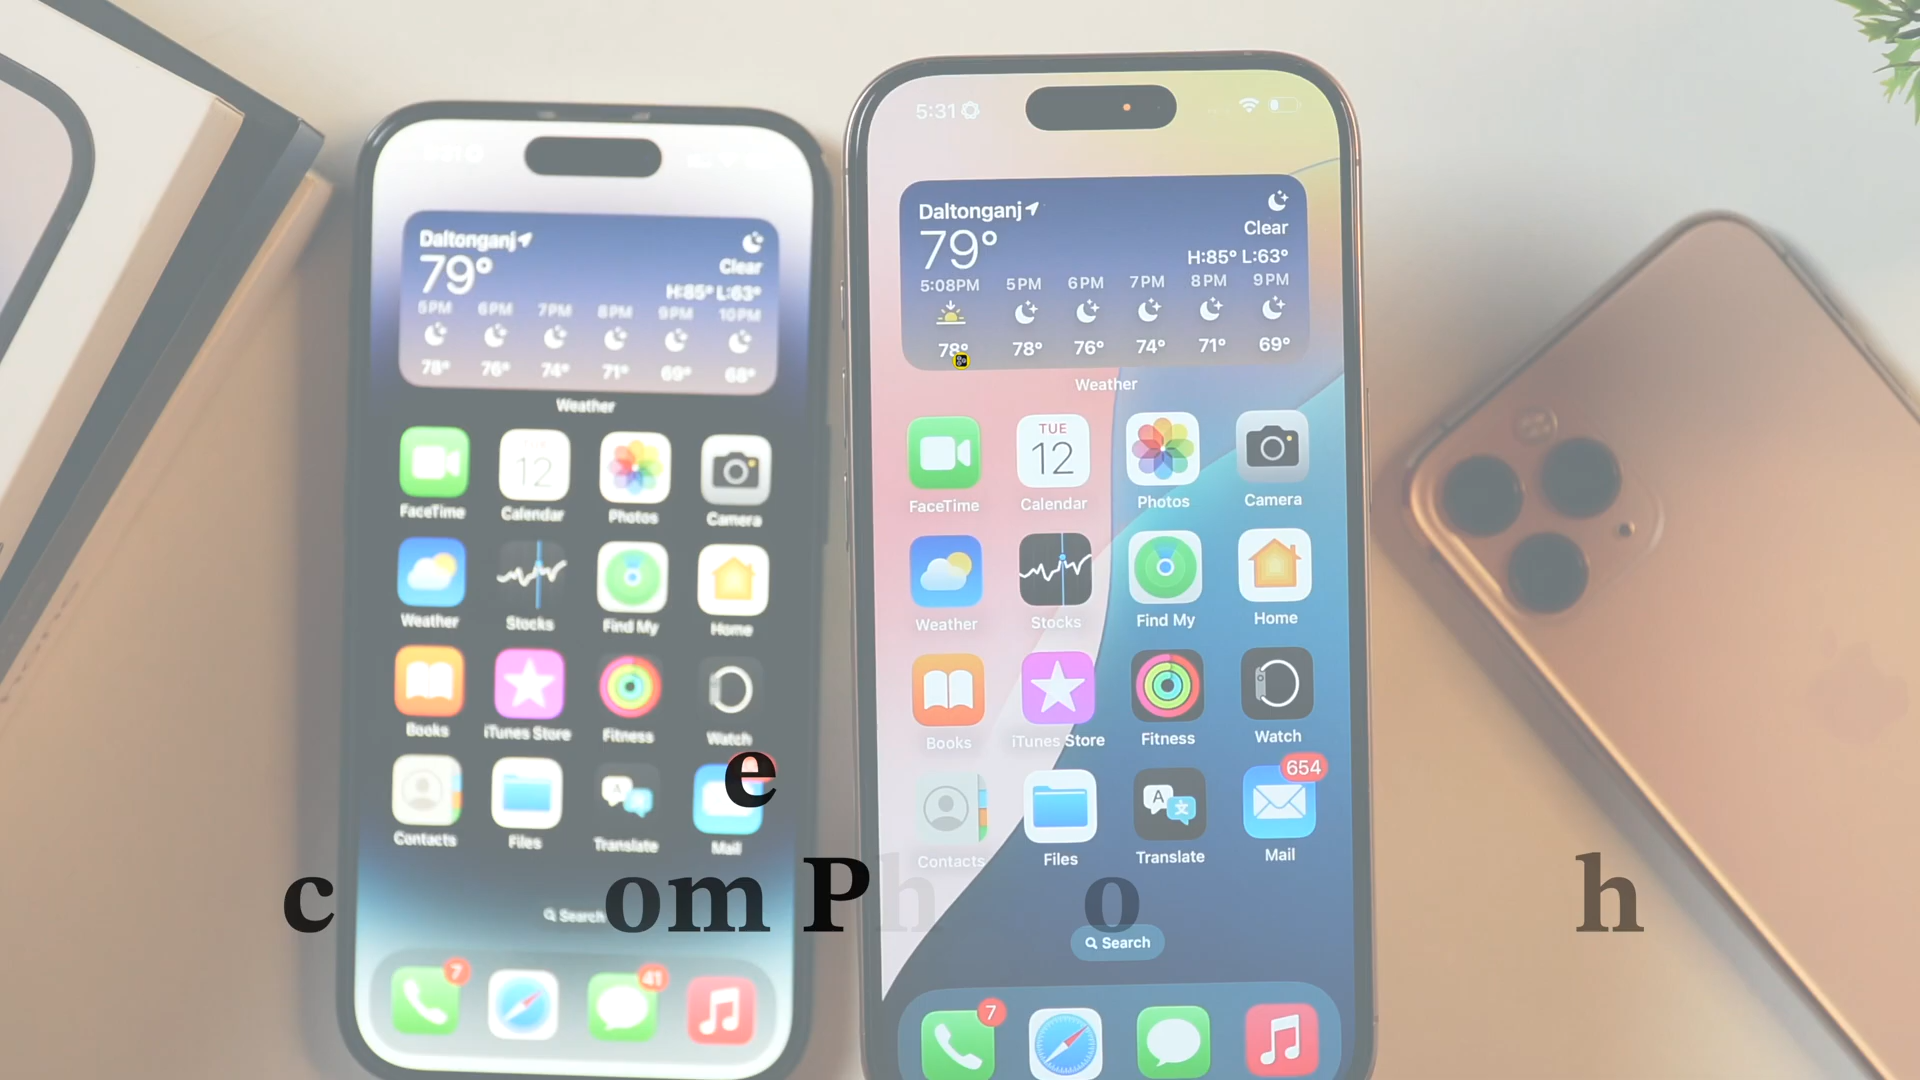 Daltonganj
79°
Clear
H:85° L:63°
5PM 6PM 7PM 8PM 9PM 10PM
78° 76° 74° 71° 69° 68°
Weather
FaceTime Calendar Photos Camera
12
Weather Stocks Find My Home
Books iTunes Store Fitness Watch
Contacts Files Translate Mail
Search
7 41
5:31
Daltonganj
79°
Clear
H:85° L:63°
5:08PM 5PM 6PM 7PM 8PM 9PM
78° 78° 76° 74° 71° 69°
Weather
TUE
12
FaceTime Calendar Photos Camera
Weather Stocks Find My Home
Books iTunes Store Fitness Watch
654
A 文
Contacts Files Translate Mail
Search
7
e
c om Ph o h